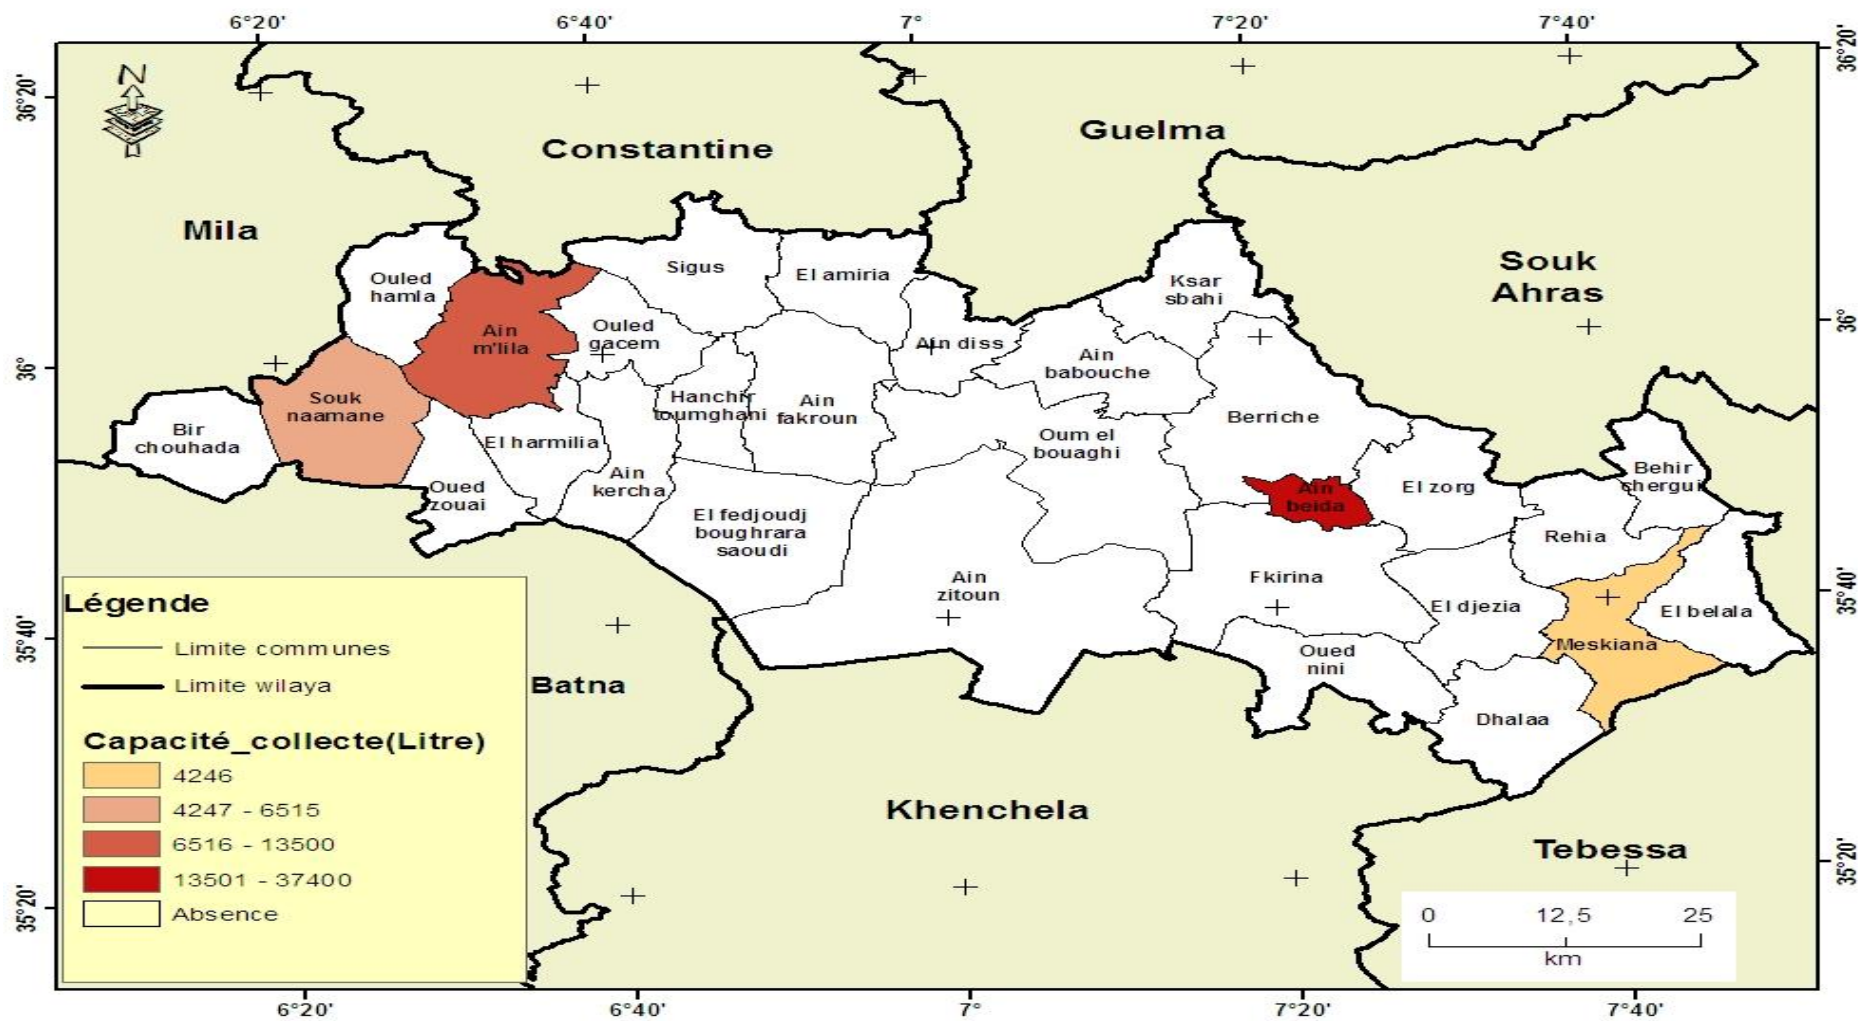 6°20' 6°40' 7° 7°20' 7°40'
36°20'
36°20'
N
Constantine
Guelma
Mila
Souk
Ahras
Ouled
hamla
Sigus
El amiria
Ksar
sbahi
Ain
m'lila
Ouled
gacem
Ain diss
Ain
babouche
36°
36°
Souk
naamane
Hanchir
toumghani
Ain
fakroun
Berriche
Bir
chouhada
El harmilia
Oum el
bouaghi
Ain
kercha
Oued
zouai
Ain
beida
El zorg
Behir
chergui
El fedjoudj
boughrara
saoudi
Rehia
Ain
zitoun
Fkirina
El djezia
El belala
35°40'
35°40'
Meskiana
Oued
nini
Dhalaa
Batna
Khenchela
Tebessa
Légende
Limite communes
Limite wilaya
Capacité_collecte(Litre)
4246
4247 - 6515
6516 - 13500
13501 - 37400
Absence
35°20'
35°20'
0 12,5 25
km
6°20' 6°40' 7° 7°20' 7°40'